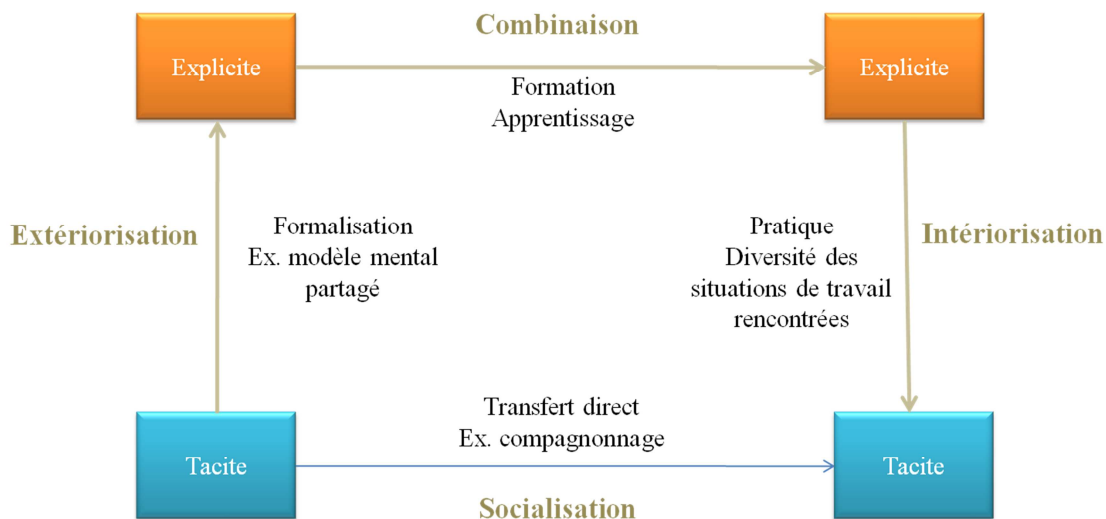 Combinaison
Explicite
Explicite
Formation
Apprentissage
Extériorisation
Formalisation
Ex. modèle mental
partagé
Pratique
Diversité des
situations de travail
rencontrées
Intériorisation
Transfert direct
Ex. compagnonnage
Tacite
Tacite
Socialisation